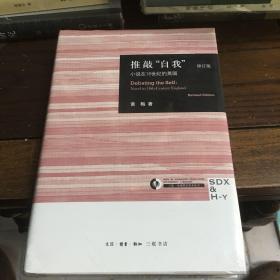 推敲“自我” 修订版
小说在18世纪的英国
Debating the Self:
Novel in 18th-Century England
Revised Edition
黄梅 著
SDX
&
H-Y
生活·讀書·新知 三联书店